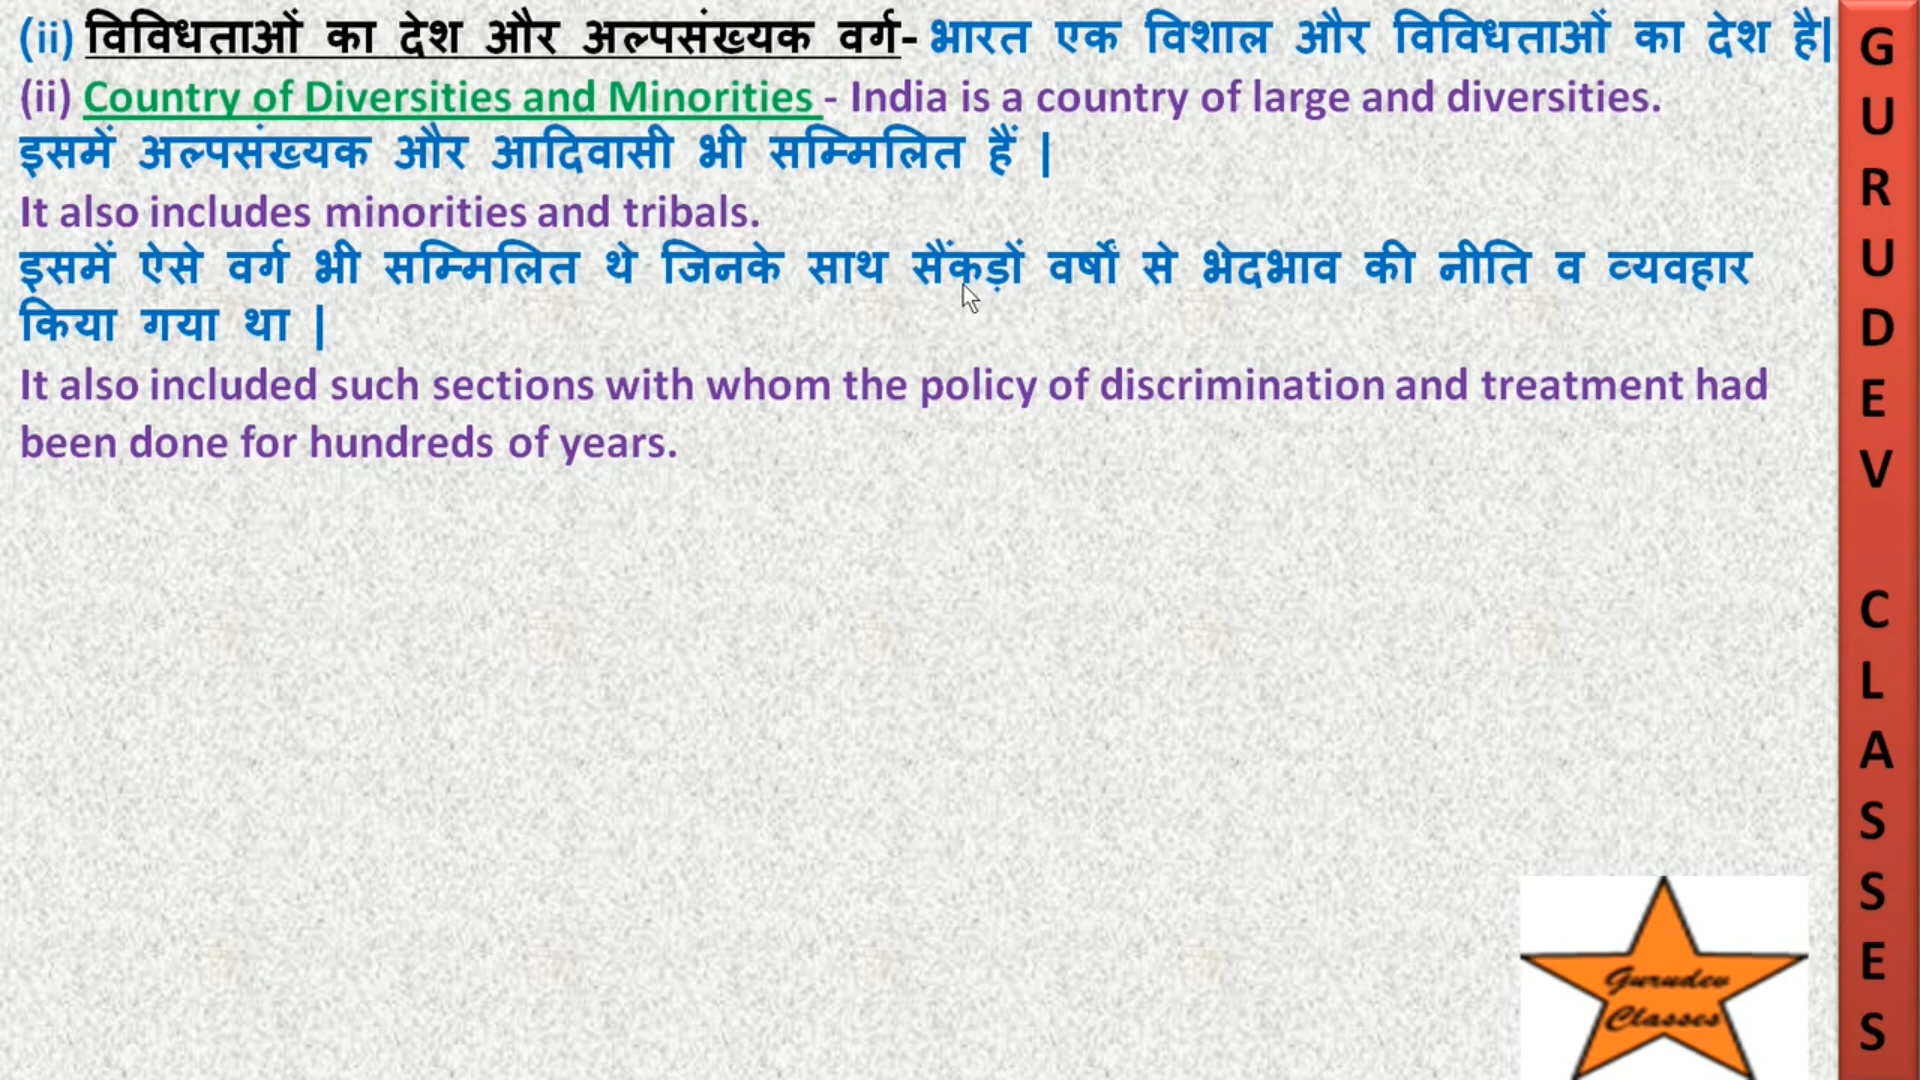 (ii) विविधताओं का देश और अल्पसंख्यक वर्ग- भारत एक विशाल और विविधताओं का देश है|
(ii) Country of Diversities and Minorities - India is a country of large and diversities.
इसमें अल्पसंख्यक और आदिवासी भी सम्मिलित हैं |
It also includes minorities and tribals.
इसमें ऐसे वर्ग भी सम्मिलित थे जिनके साथ सैंकड़ों वर्षों से भेदभाव की नीति व व्यवहार
किया गया था |
It also included such sections with whom the policy of discrimination and treatment had
been done for hundreds of years.
GURUDEV CLASSES
Gurudev
Classes